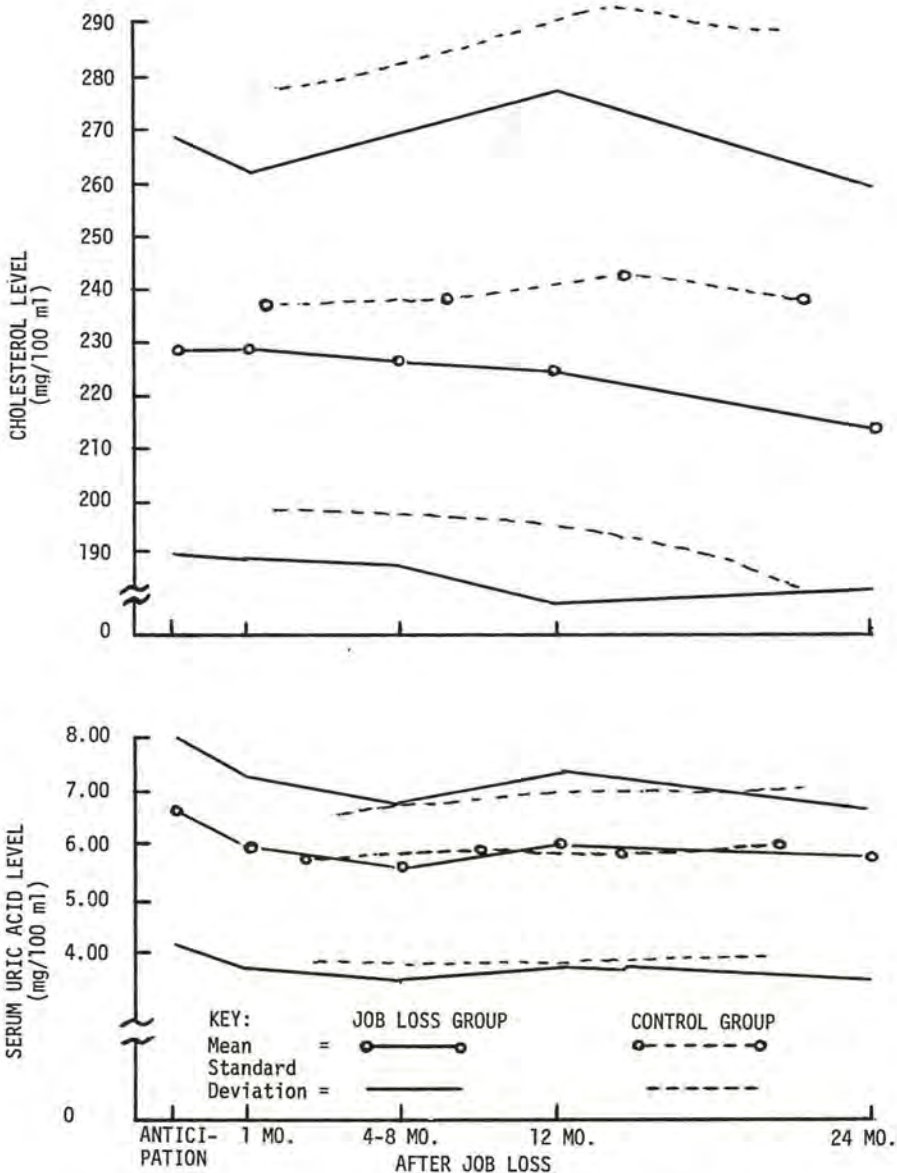 290
280
270
260
250
240
230
220
210
200
190
0
CHOLESTEROL LEVEL
(mg/100 ml)
8.00
7.00
6.00
5.00
4.00
0
SERUM URIC ACID LEVEL
(mg/100 ml)
KEY: JOB LOSS GROUP CONTROL GROUP
Mean =
Standard
Deviation =
ANTICI- 1 MO. 4-8 MO. 12 MO. 24 MO.
PATION AFTER JOB LOSS